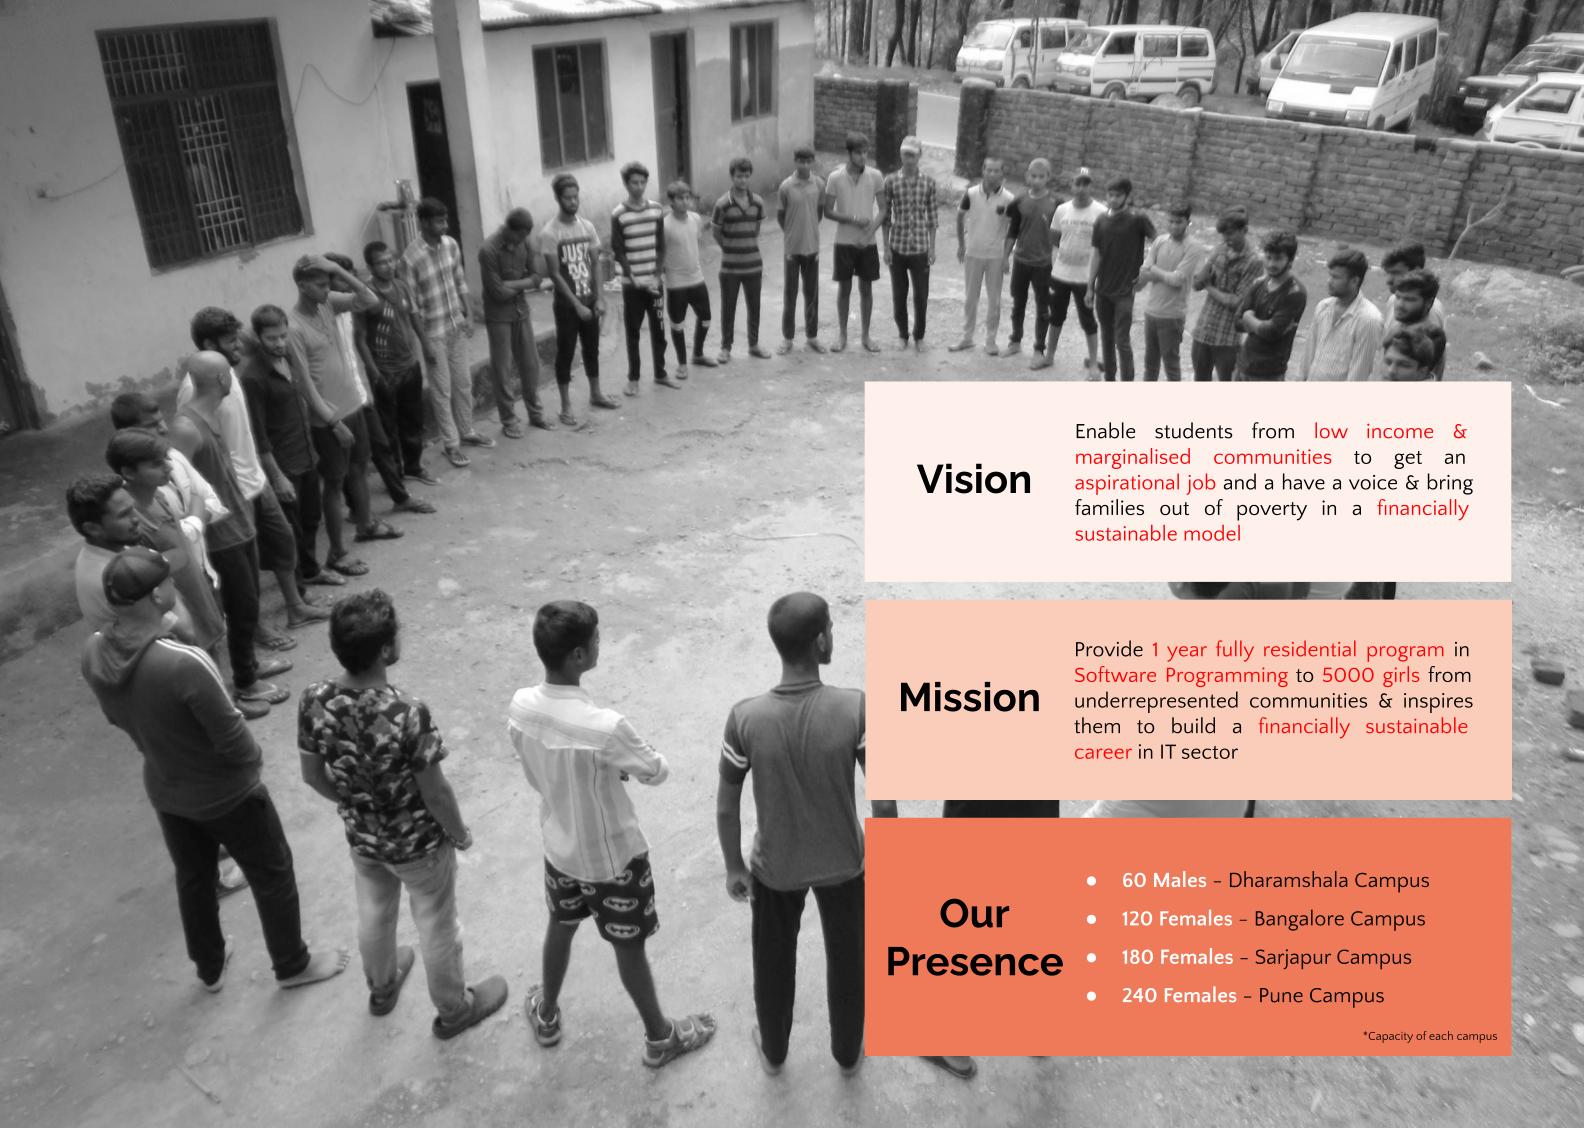 Vision
Enable students from low income &
marginalised communities to get an
aspirational job and a have a voice & bring
families out of poverty in a financially
sustainable model
Mission
Provide 1 year fully residential program in
Software Programming to 5000 girls from
underrepresented communities & inspires
them to build a financially sustainable
career in IT sector
Our
Presence
● 60 Males - Dharamshala Campus
● 120 Females - Bangalore Campus
● 180 Females - Sarjapur Campus
● 240 Females - Pune Campus
*Capacity of each campus
JUST
DO
IT